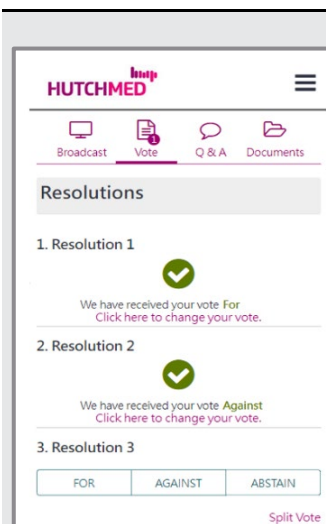 HUTCHMED
1
Broadcast Vote Q & A Documents
Resolutions
1. Resolution 1
We have received your vote For
Click here to change your vote.
2. Resolution 2
We have received your vote Against
Click here to change your vote.
3. Resolution 3
FOR AGAINST ABSTAIN
Split Vote